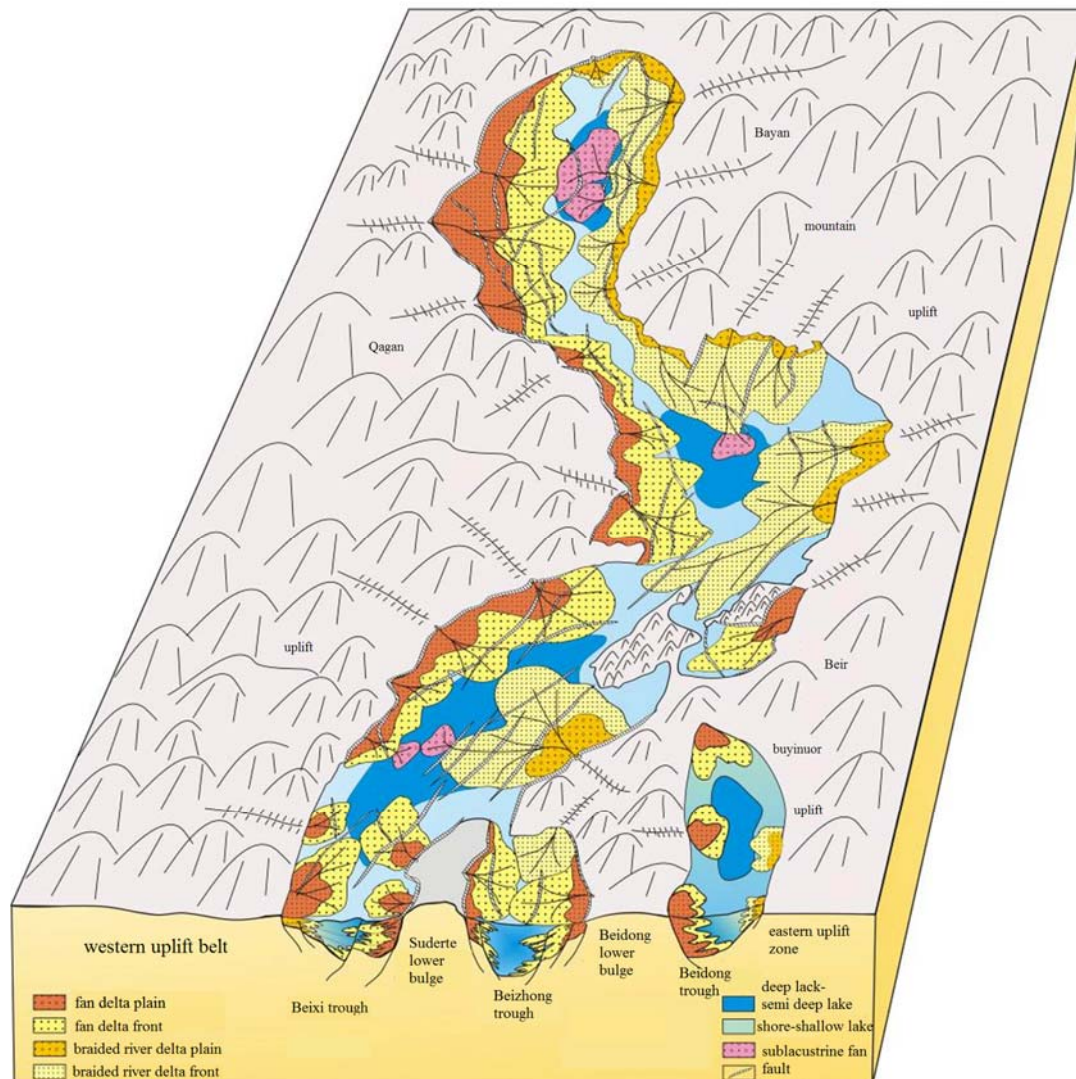 Bayan
mountain
uplift
Qagan
uplift
Beir
buyinuor
uplift
western uplift belt
Suderte
lower
bulge
Beidong
lower
bulge
eastern uplift
zone
Beixi trough
Beizhong
trough
Beidong
trough
fan delta plain
fan delta front
braided river delta plain
braided river delta front
deep lack-
semi deep lake
shore-shallow lake
sublacustrine fan
fault